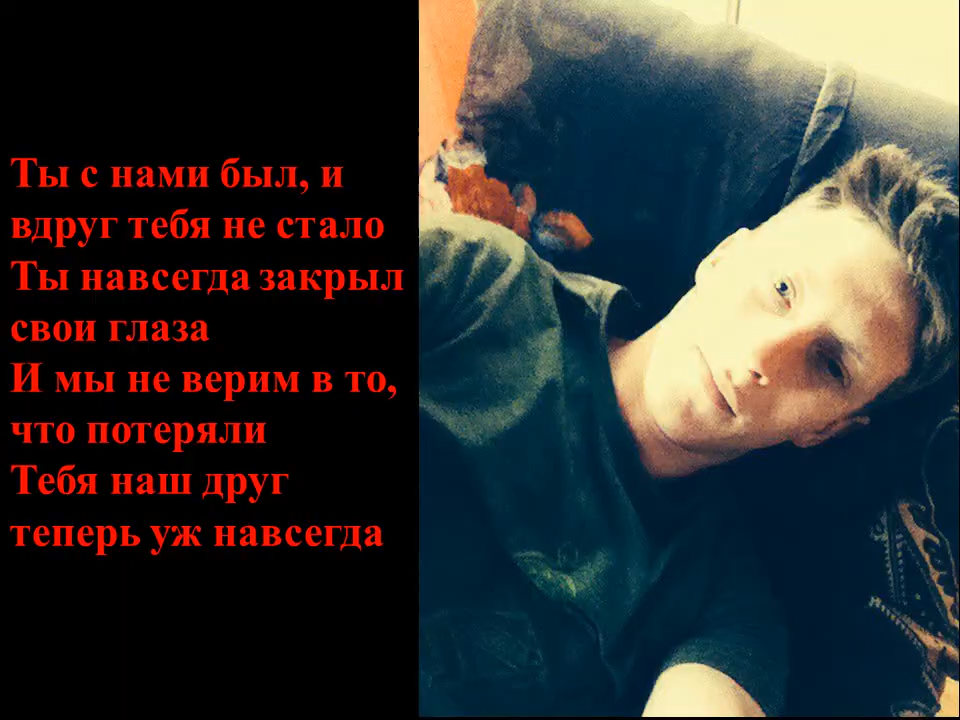 Ты с нами был, и
вдруг тебя не стало
Ты навсегда закрыл
свои глаза
И мы не верим в то,
что потеряли
Тебя наш друг
теперь уж навсегда